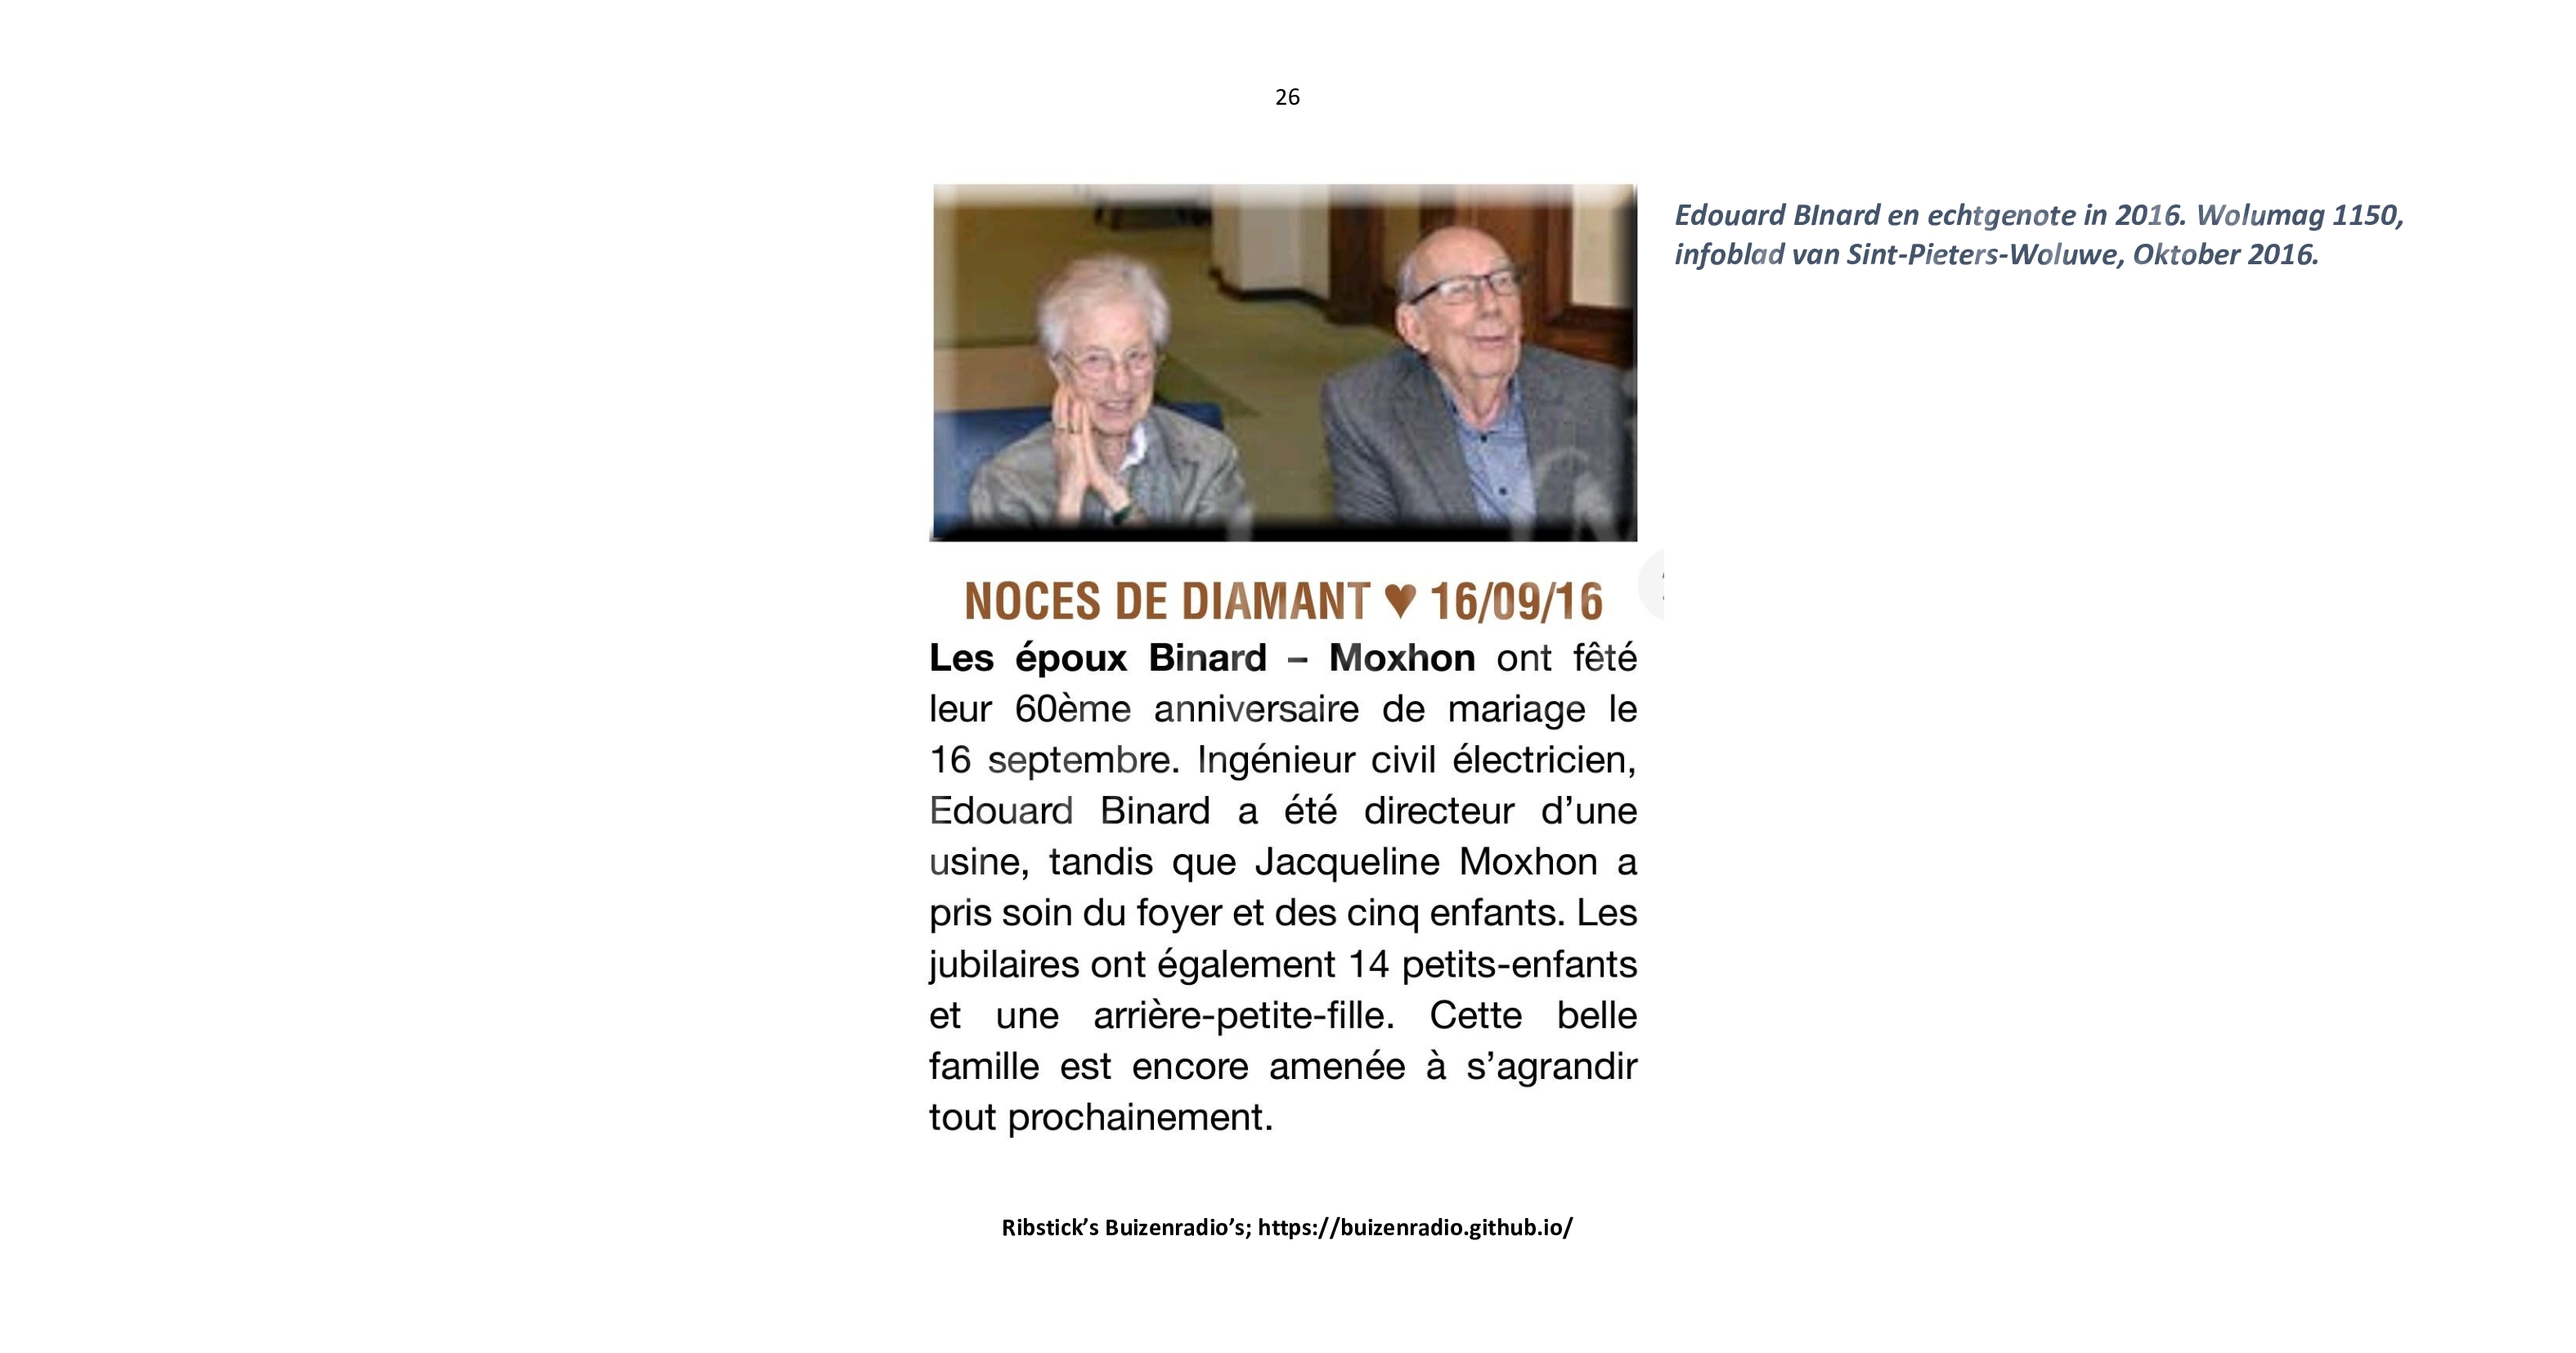 26
Edouard BInard en echtgenote in 2016. Wolumag 1150,
infoblad van Sint-Pieters-Woluwe, Oktober 2016.
NOCES DE DIAMANT ♥ 16/09/16
Les époux Binard – Moxhon ont fêté
leur 60ème anniversaire de mariage le
16 septembre. Ingénieur civil électricien,
Edouard Binard a été directeur d’une
usine, tandis que Jacqueline Moxhon a
pris soin du foyer et des cinq enfants. Les
jubilaires ont également 14 petits-enfants
et une arrière-petite-fille. Cette belle
famille est encore amenée à s’agrandir
tout prochainement.
Ribstick’s Buizenradio’s; https://buizenradio.github.io/